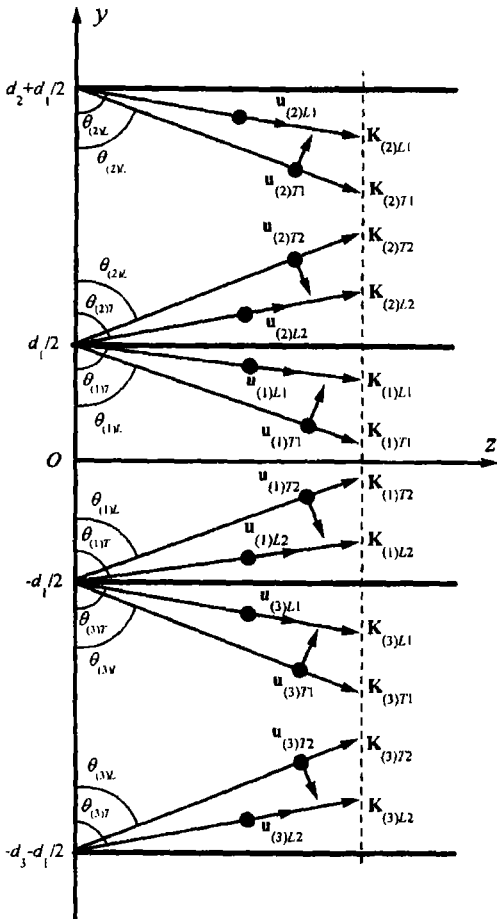 y
d₂+d₁/2
u₍₂₎L1
θ₍₂₎L
K₍₂₎L1
θ₍₂₎L
u₍₂₎T1
K₍₂₎T1
u₍₂₎T2
K₍₂₎T2
θ₍₂₎L
θ₍₂₎T
K₍₂₎L2
u₍₂₎L2
d₁/2
θ₍₁₎T
u₍₁₎L1
K₍₁₎L1
θ₍₁₎L
u₍₁₎T1
K₍₁₎T1
O
z
u₍₁₎T2
K₍₁₎T2
θ₍₁₎L
θ₍₁₎T
u₍₁₎L2
K₍₁₎L2
-d₁/2
u₍₃₎L1
θ₍₃₎T
K₍₃₎L1
θ₍₃₎L
u₍₃₎T1
K₍₃₎T1
u₍₃₎T2
K₍₃₎T2
θ₍₃₎L
θ₍₃₎T
K₍₃₎L2
u₍₃₎L2
-d₃-d₁/2